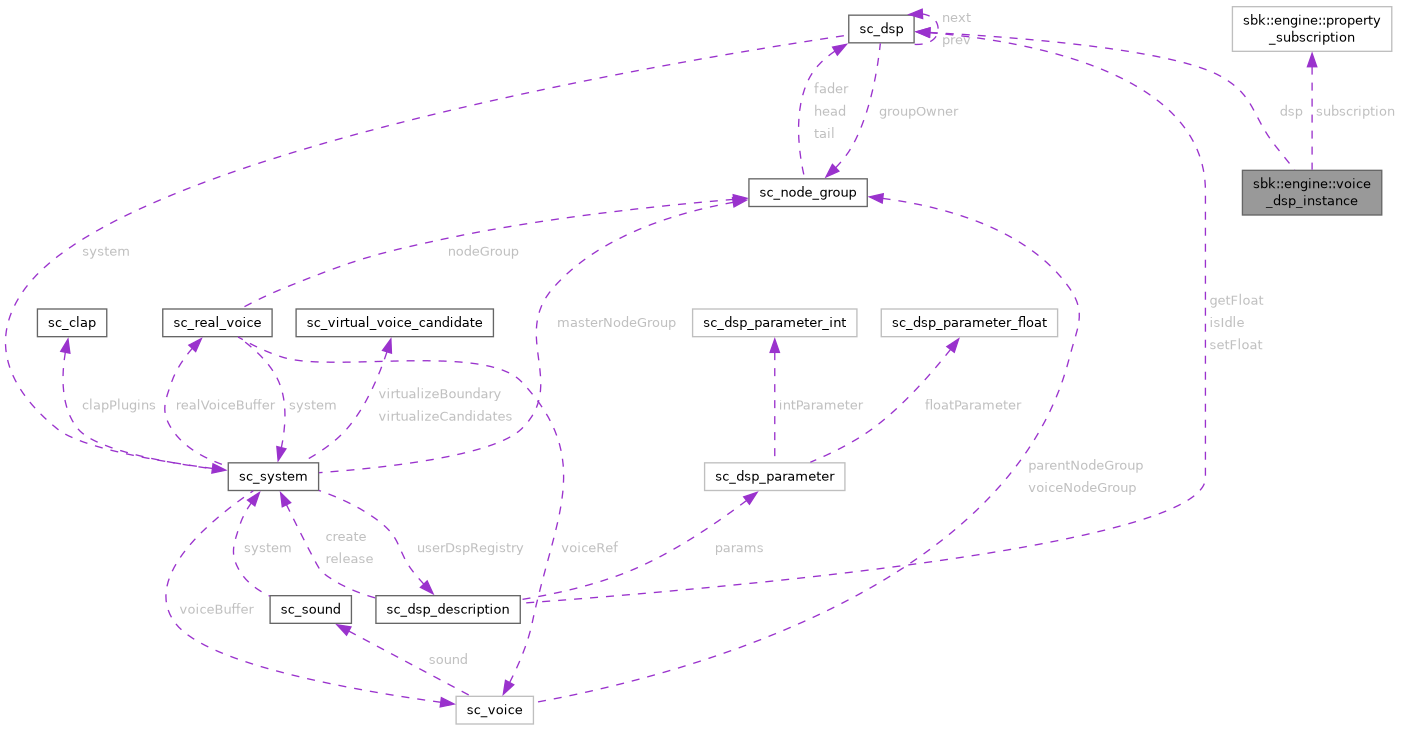 next
sc_dsp
prev
sbk::engine::property
_subscription
fader
head
tail
groupOwner
dsp
subscription
sbk::engine::voice
_dsp_instance
sc_node_group
system
nodeGroup
getFloat
isIdle
setFloat
sc_clap
sc_real_voice
sc_virtual_voice_candidate
masterNodeGroup
sc_dsp_parameter_int
sc_dsp_parameter_float
clapPlugins
realVoiceBuffer
system
virtualizeBoundary
virtualizeCandidates
intParameter
floatParameter
sc_system
sc_dsp_parameter
parentNodeGroup
voiceNodeGroup
system
create
release
userDspRegistry
voiceRef
params
voiceBuffer
sc_sound
sc_dsp_description
sound
sc_voice